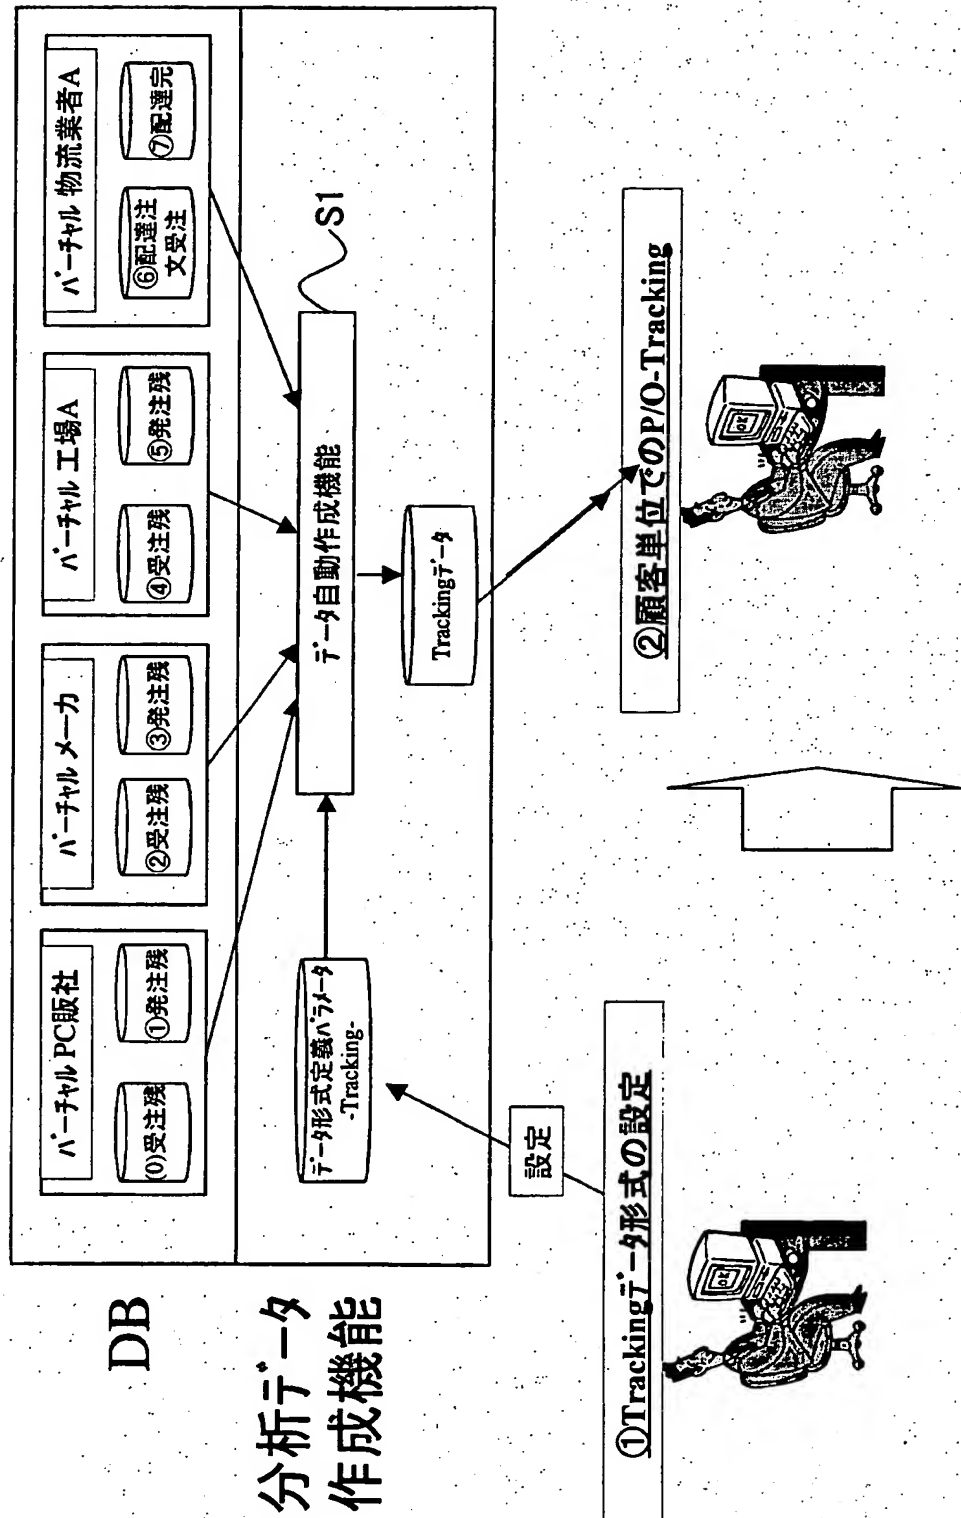 DB
バーチャル PC販社
(0)受注残
①発注残
バーチャル メーカ
②受注残
③発注残
バーチャル 工場A
④受注残
⑤発注残
バーチャル 物流業者A
⑥配達注
文受注
⑦配達完
分析データ
作成機能
データ形式定義パラメータ
-Tracking-
データ自動作成機能
S1
Trackingデータ
設定
①Trackingデータ形式の設定
②顧客単位でのP/O-Tracking
OK
OK